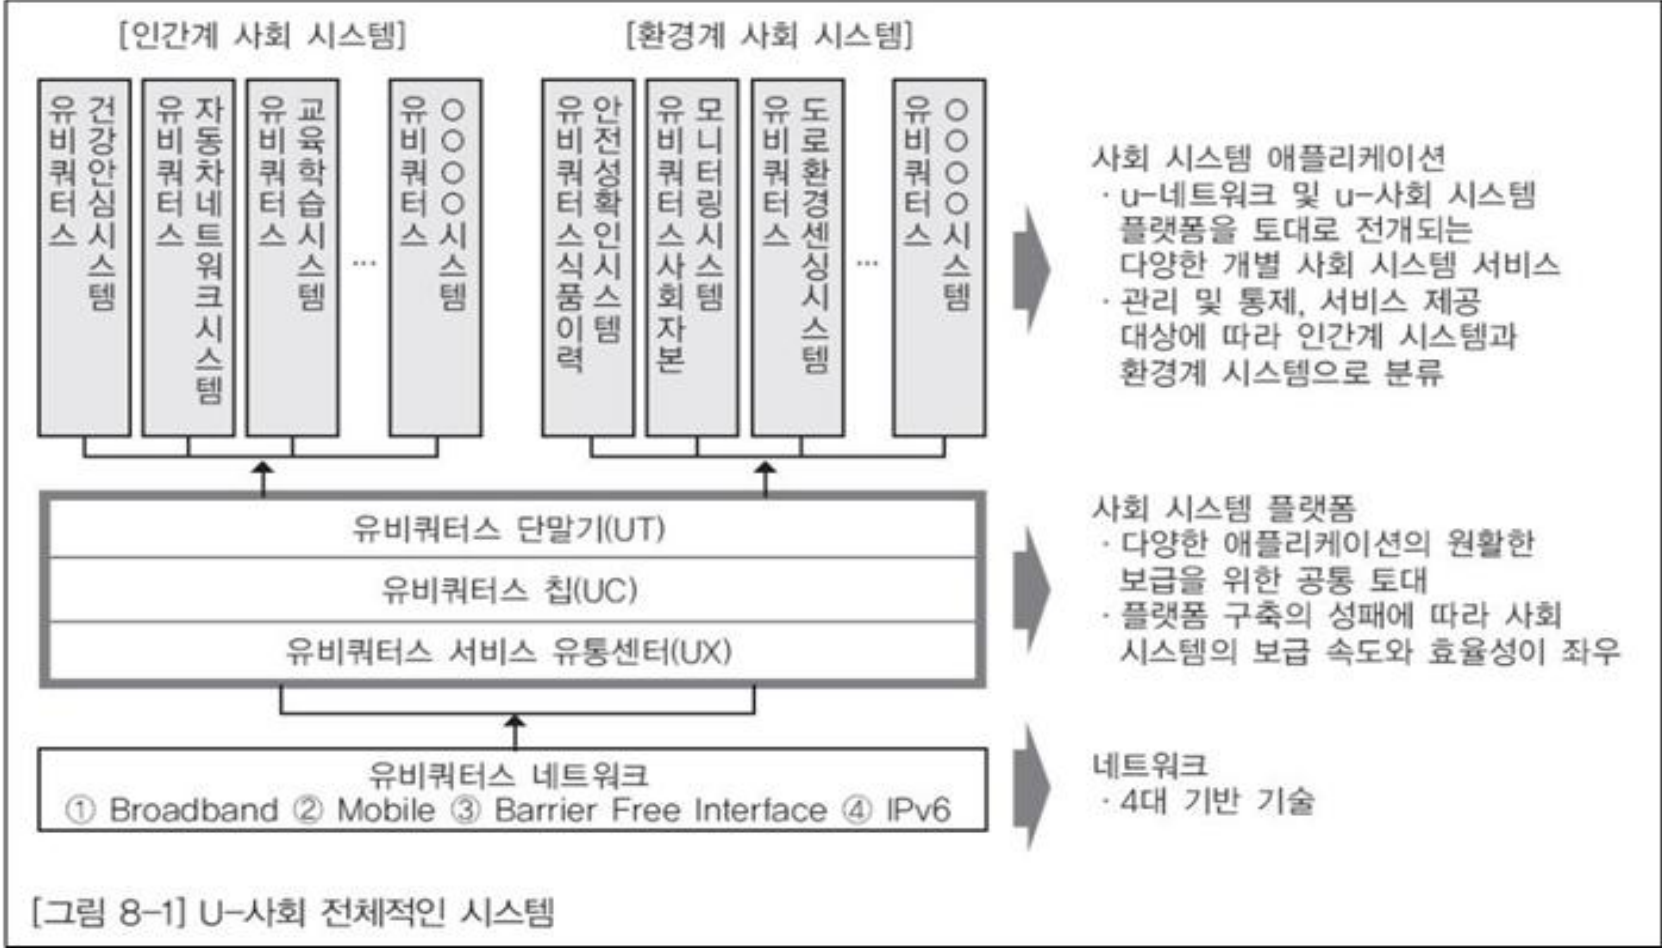 [인간계 사회 시스템]
[환경계 사회 시스템]
유비쿼터스
건강안심시스템
유비쿼터스
자동차네트워크시스템
유비쿼터스
교육학습시스템
...
유비쿼터스
○○○○시스템
유비쿼터스식품이력
안전성확인시스템
유비쿼터스사회자본
모니터링시스템
유비쿼터스
도로환경센싱시스템
...
유비쿼터스
○○○○시스템
사회 시스템 애플리케이션
· u-네트워크 및 u-사회 시스템
플랫폼을 토대로 전개되는
다양한 개별 사회 시스템 서비스
· 관리 및 통제, 서비스 제공
대상에 따라 인간계 시스템과
환경계 시스템으로 분류
유비쿼터스 단말기(UT)
유비쿼터스 칩(UC)
유비쿼터스 서비스 유통센터(UX)
사회 시스템 플랫폼
· 다양한 애플리케이션의 원활한
보급을 위한 공통 토대
· 플랫폼 구축의 성패에 따라 사회
시스템의 보급 속도와 효율성이 좌우
유비쿼터스 네트워크
① Broadband ② Mobile ③ Barrier Free Interface ④ IPv6
네트워크
· 4대 기반 기술
[그림 8-1] U-사회 전체적인 시스템